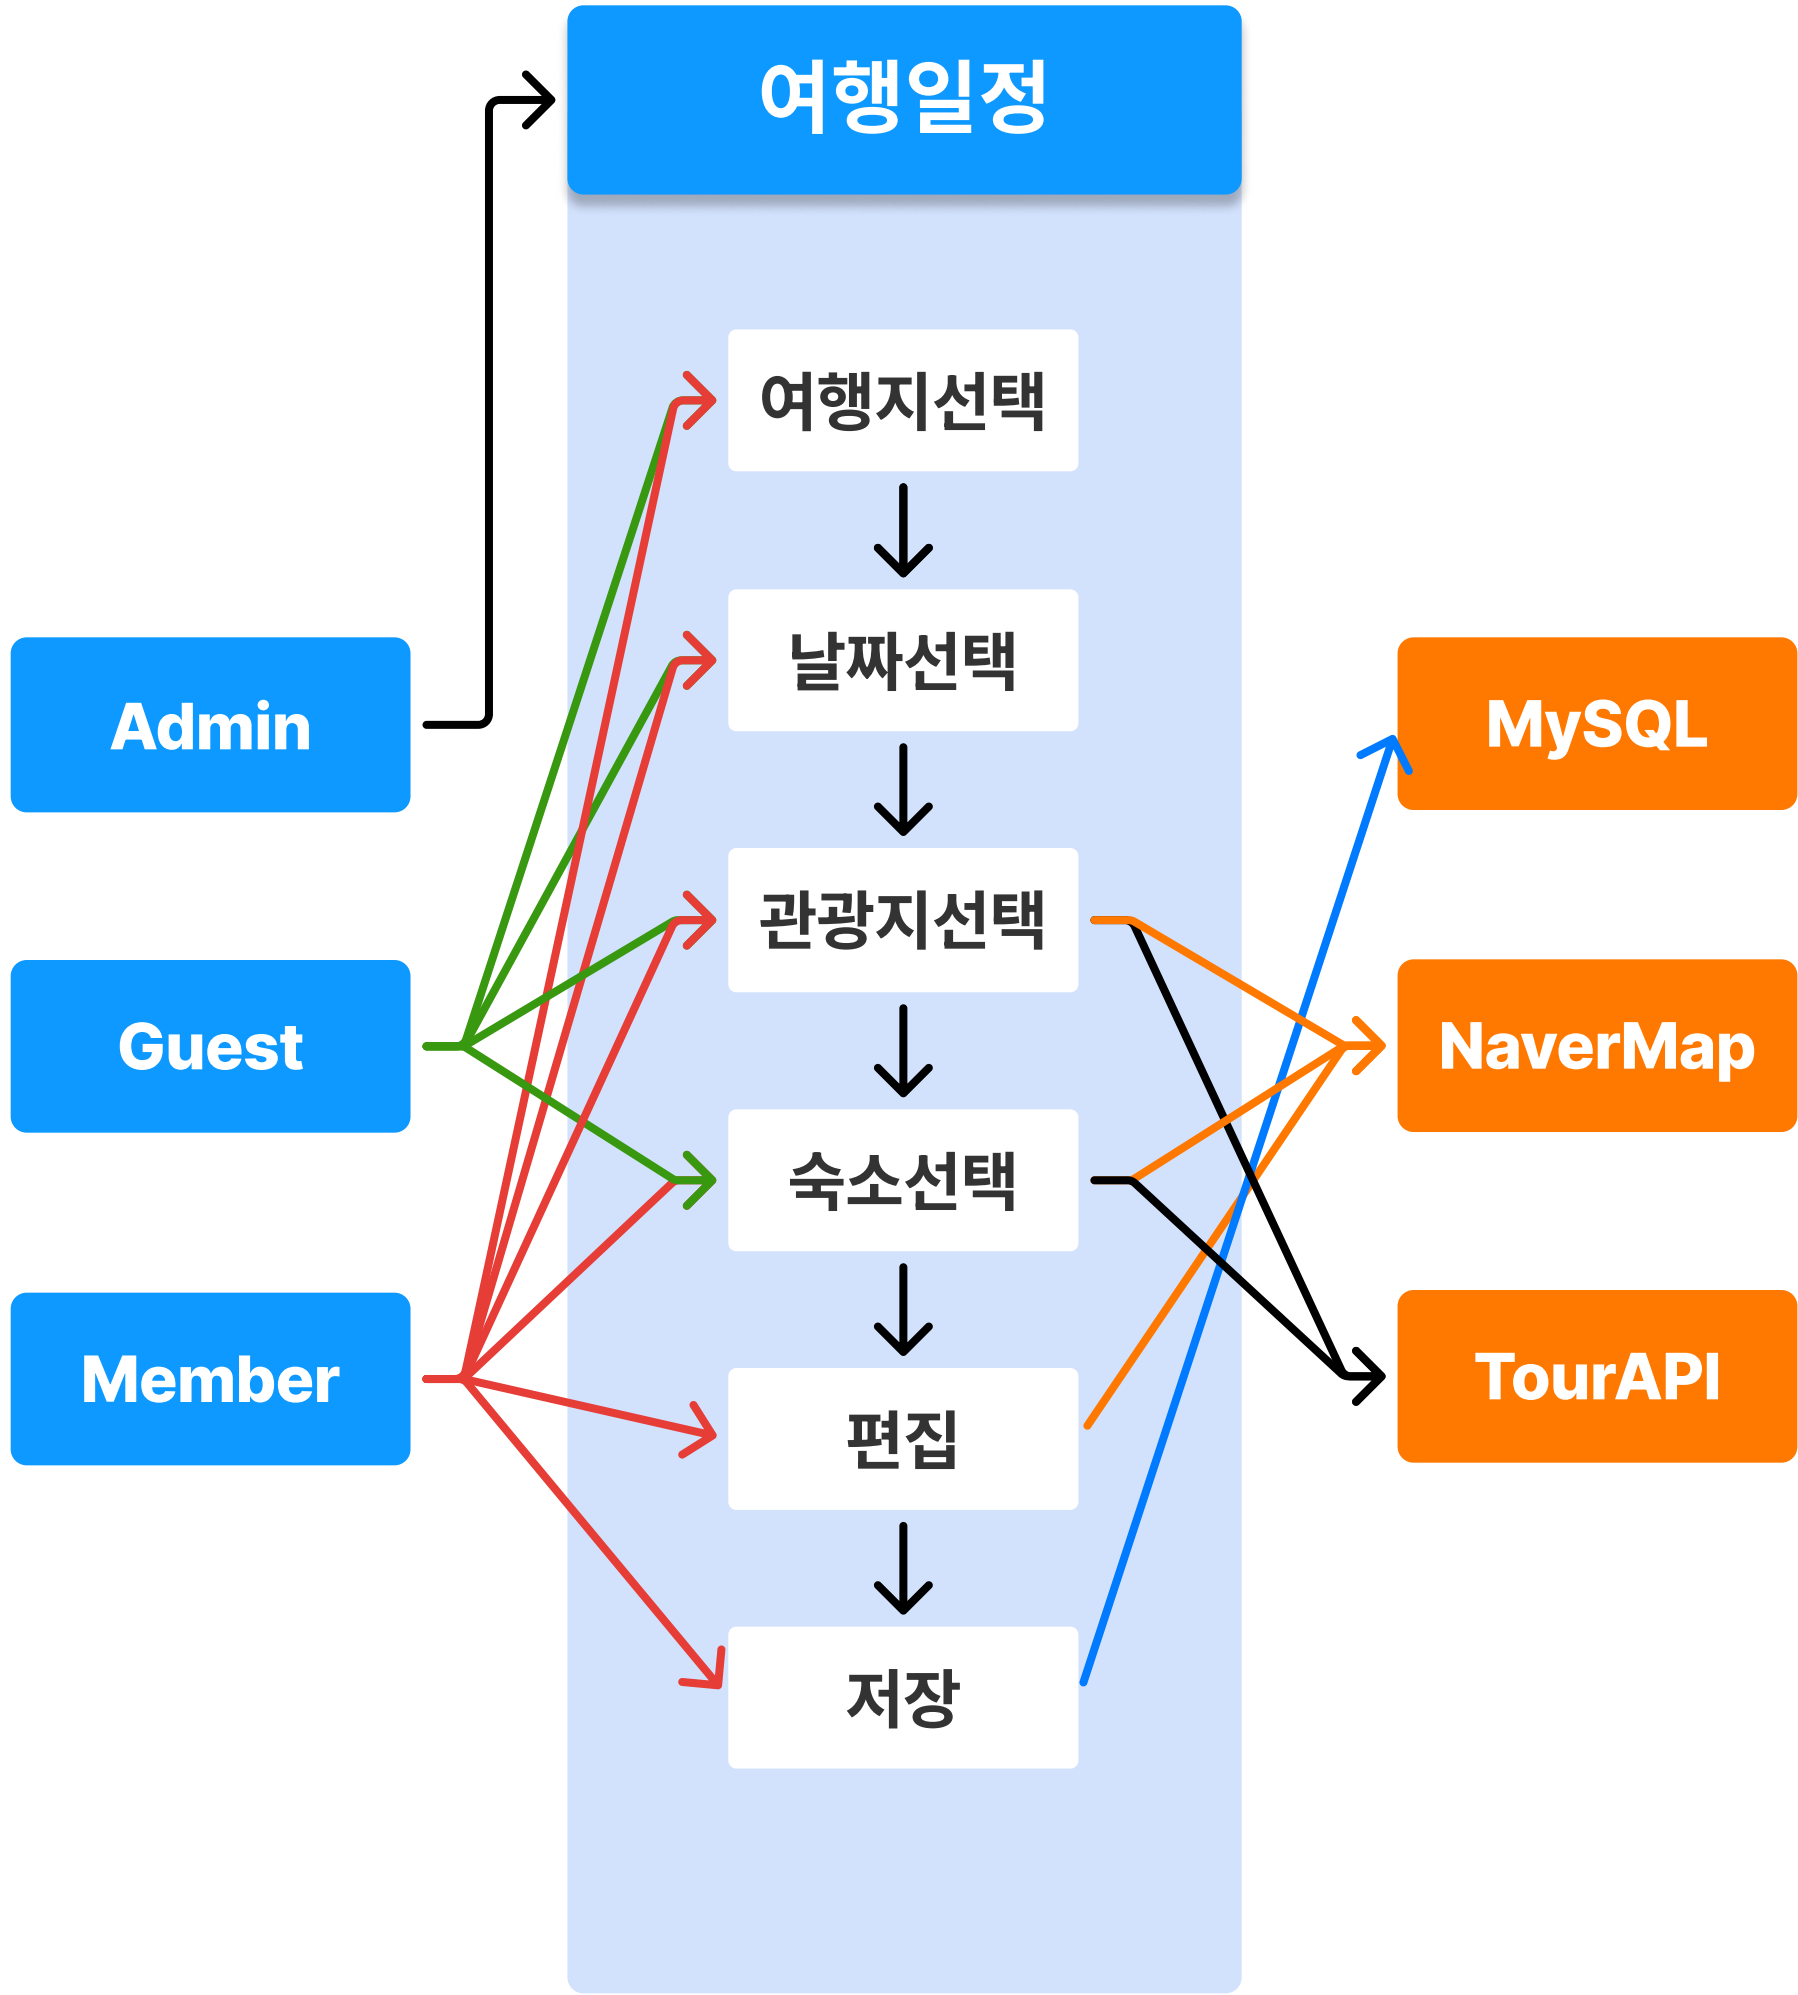 여행일정
여행지선택
날짜선택
관광지선택
숙소선택
편집
저장
Admin
Guest
Member
MySQL
NaverMap
TourAPI